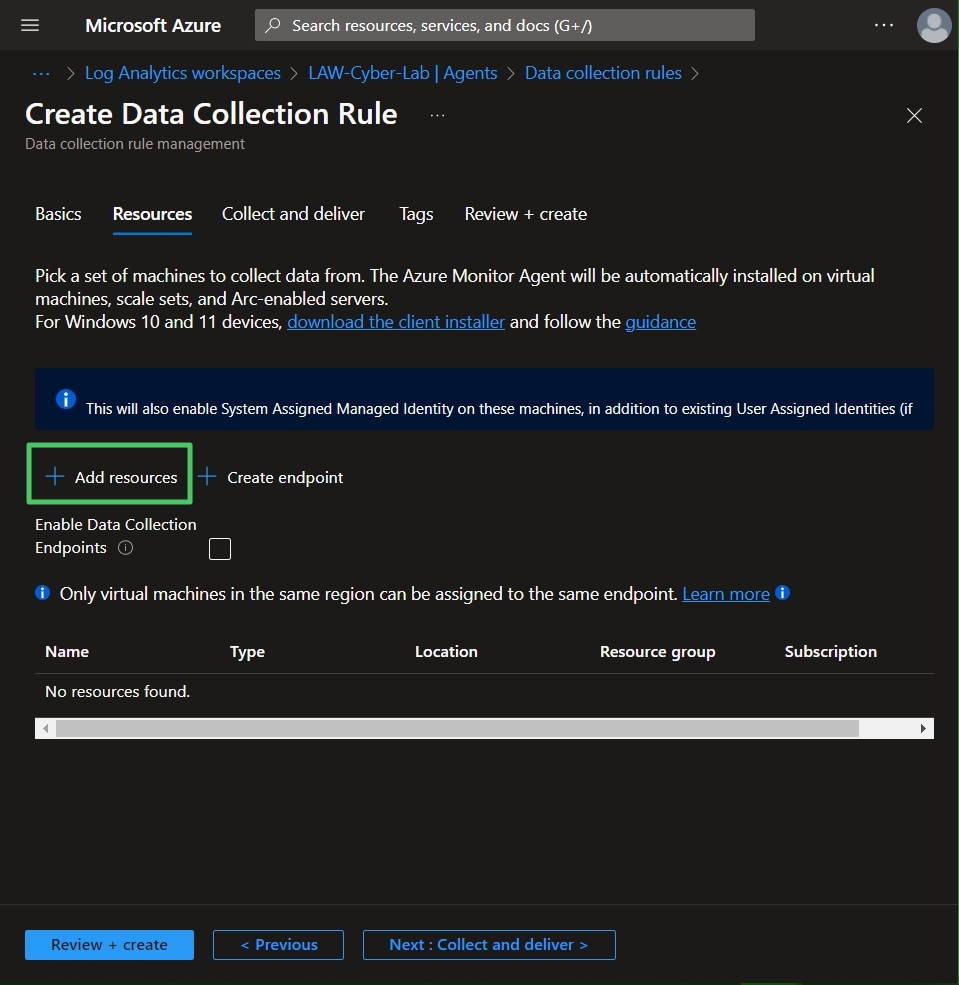 Microsoft Azure
Search resources, services, and docs (G+/)
...
... > Log Analytics workspaces > LAW-Cyber-Lab | Agents > Data collection rules >
Create Data Collection Rule ...
Data collection rule management
Basics Resources Collect and deliver Tags Review + create
Pick a set of machines to collect data from. The Azure Monitor Agent will be automatically installed on virtual
machines, scale sets, and Arc-enabled servers.
For Windows 10 and 11 devices, download the client installer and follow the guidance
This will also enable System Assigned Managed Identity on these machines, in addition to existing User Assigned Identities (if
+ Add resources + Create endpoint
Enable Data Collection
Endpoints
Only virtual machines in the same region can be assigned to the same endpoint. Learn more
Name Type Location Resource group Subscription
No resources found.
Review + create < Previous Next : Collect and deliver >